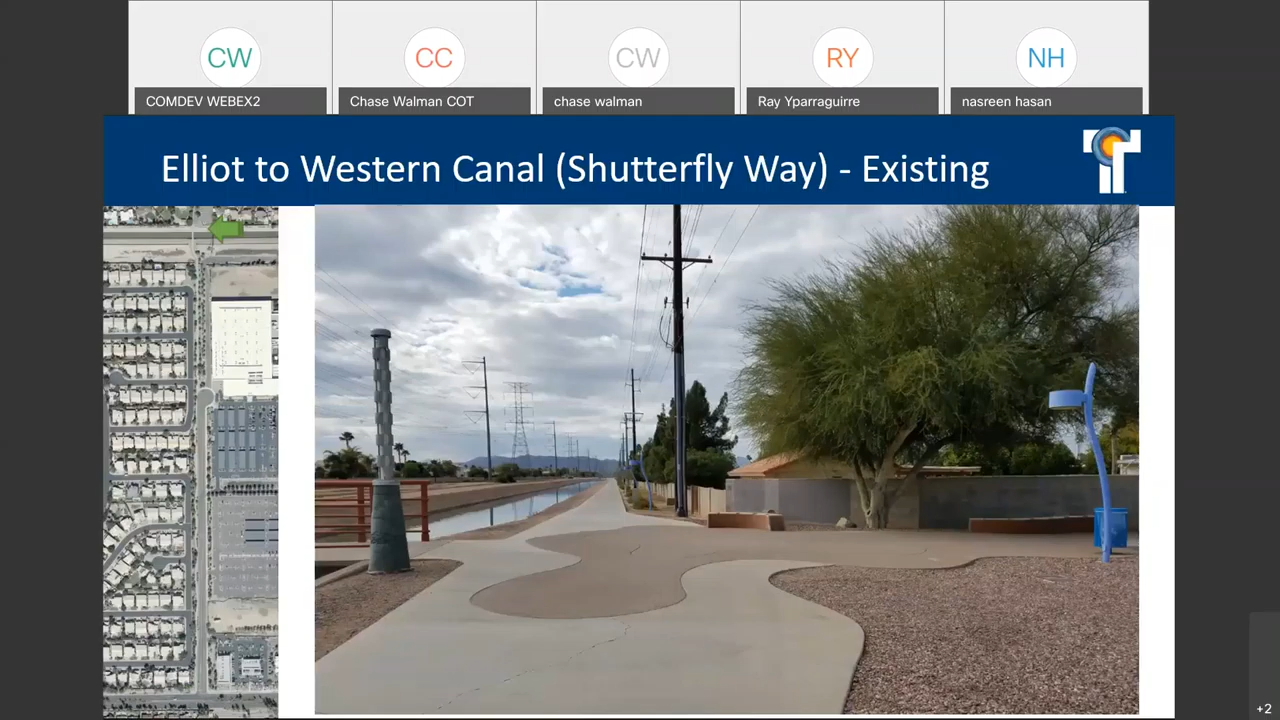 CW
CC
CW
RY
NH
COMDEV WEBEX2
Chase Walman COT
chase walman
Ray Yparraguirre
nasreen hasan
Elliot to Western Canal (Shutterfly Way) - Existing
+2